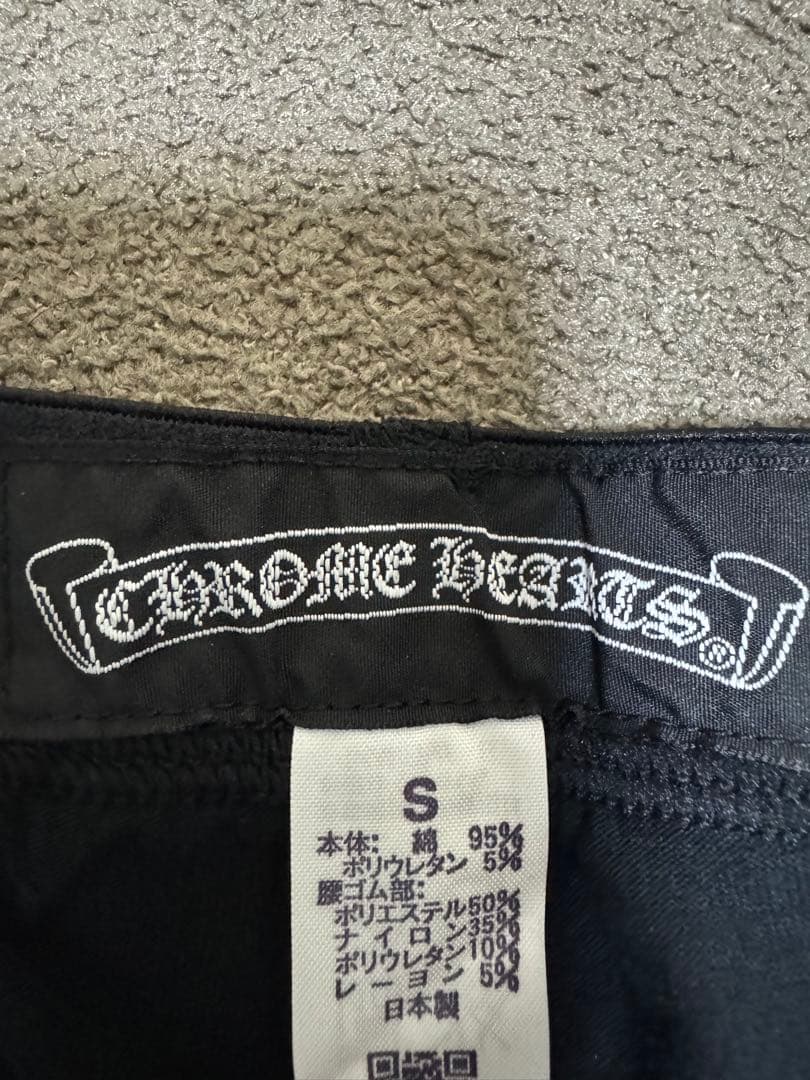 CHROME HEARTS®
S
本体: 綿 95%
ポリウレタン 5%
腰ゴム部:
ポリエステル 50%
ナイロン 35%
ポリウレタン 10%
レーヨン 5%
日本製